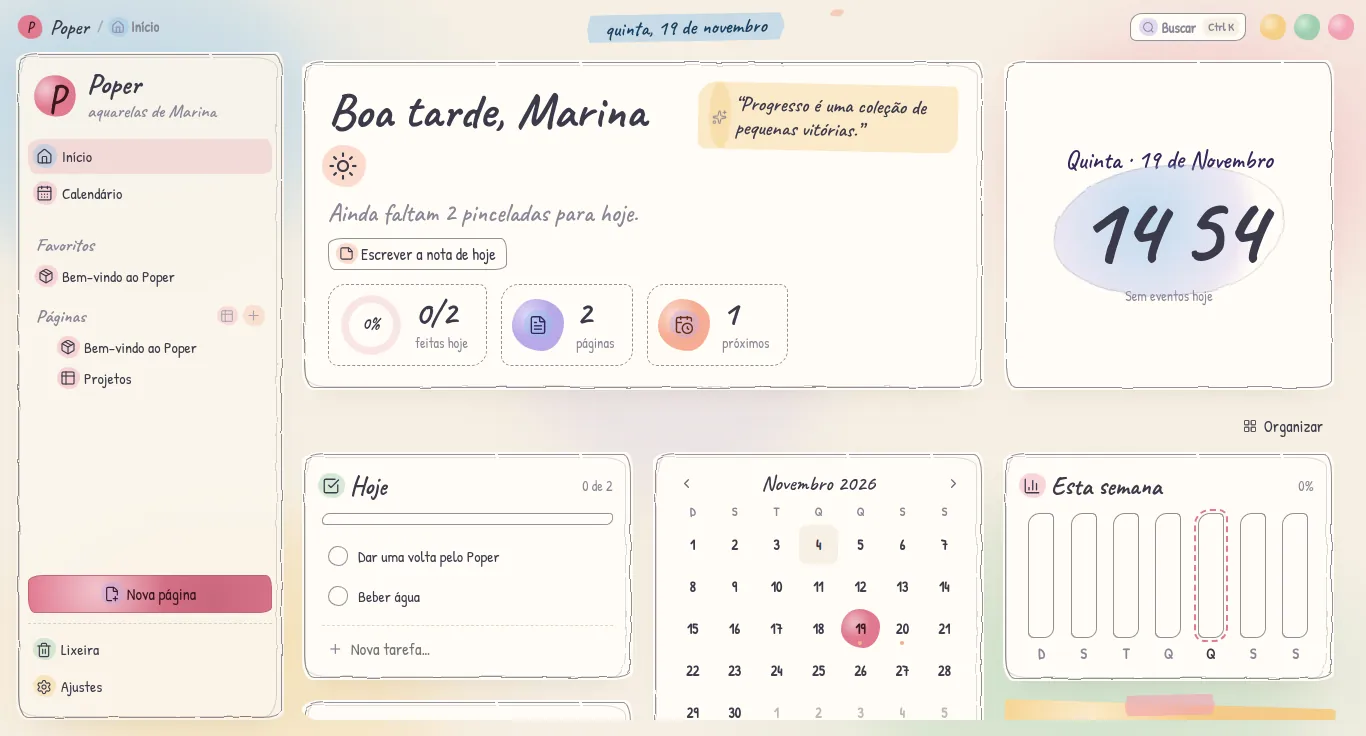 P Poper / Início
quinta, 19 de novembro
Buscar Ctrl K
P Poper
aquarelas de Marina
Início
Calendário
Favoritos
Bem-vindo ao Poper
Páginas
Bem-vindo ao Poper
Projetos
Nova página
Lixeira
Ajustes
Boa tarde, Marina
“Progresso é uma coleção de
pequenas vitórias.”
Ainda faltam 2 pinceladas para hoje.
Escrever a nota de hoje
0% 0/2 feitas hoje
2 páginas
1 próximos
Quinta · 19 de Novembro
14 54
Sem eventos hoje
Organizar
Hoje 0 de 2
Dar uma volta pelo Poper
Beber água
Nova tarefa...
Novembro 2026
D S T Q Q S S
1 2 3 4 5 6 7
8 9 10 11 12 13 14
15 16 17 18 19 20 21
22 23 24 25 26 27 28
29 30 1 2 3 4 5
Esta semana 0%
D S T Q Q S S